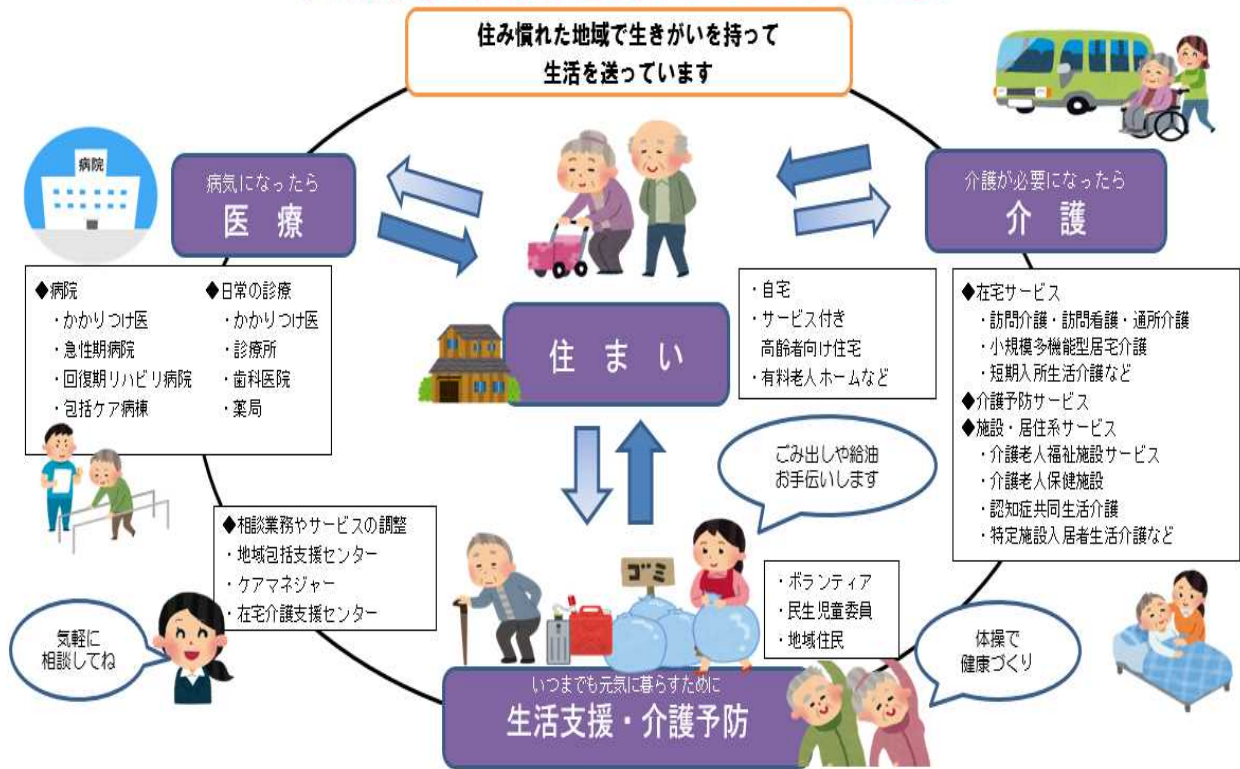 住み慣れた地域で生きがいを持って
生活を送っています
病院
病気になったら
医 療
介護が必要になったら
介 護
◆病院
・かかりつけ医
・急性期病院
・回復期リハビリ病院
・包括ケア病棟
◆日常の診療
・かかりつけ医
・診療所
・歯科医院
・薬局
住 ま い
・自宅
・サービス付き
高齢者向け住宅
・有料老人ホームなど
◆在宅サービス
・訪問介護・訪問看護・通所介護
・小規模多機能型居宅介護
・短期入所生活介護など
◆介護予防サービス
◆施設・居住系サービス
・介護老人福祉施設サービス
・介護老人保健施設
・認知症共同生活介護
・特定施設入居者生活介護など
ごみ出しや給油
お手伝いします
◆相談業務やサービスの調整
・地域包括支援センター
・ケアマネジャー
・在宅介護支援センター
気軽に
相談してね
ゴミ
・ボランティア
・民生児童委員
・地域住民
体操で
健康づくり
いつまでも元気に暮らすために
生活支援・介護予防